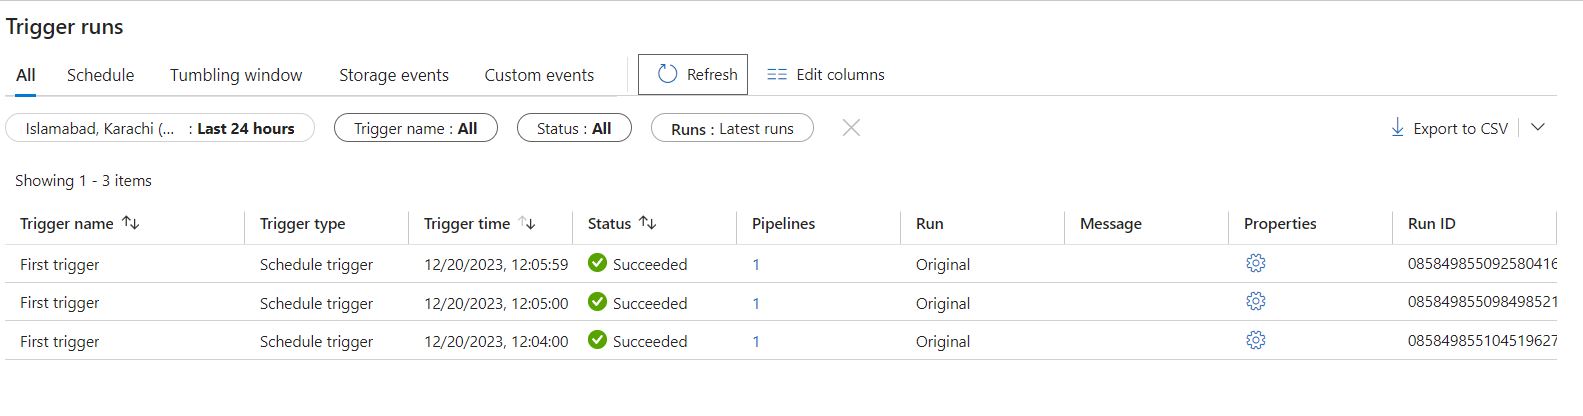 Trigger runs
All Schedule Tumbling window Storage events Custom events Refresh Edit columns
Islamabad, Karachi (... : Last 24 hours Trigger name : All Status : All Runs : Latest runs Export to CSV
Showing 1 - 3 items
Trigger name Trigger type Trigger time Status Pipelines Run Message Properties Run ID
First trigger Schedule trigger 12/20/2023, 12:05:59 Succeeded 1 Original 085849855092580416
First trigger Schedule trigger 12/20/2023, 12:05:00 Succeeded 1 Original 085849855098498521
First trigger Schedule trigger 12/20/2023, 12:04:00 Succeeded 1 Original 085849855104519627